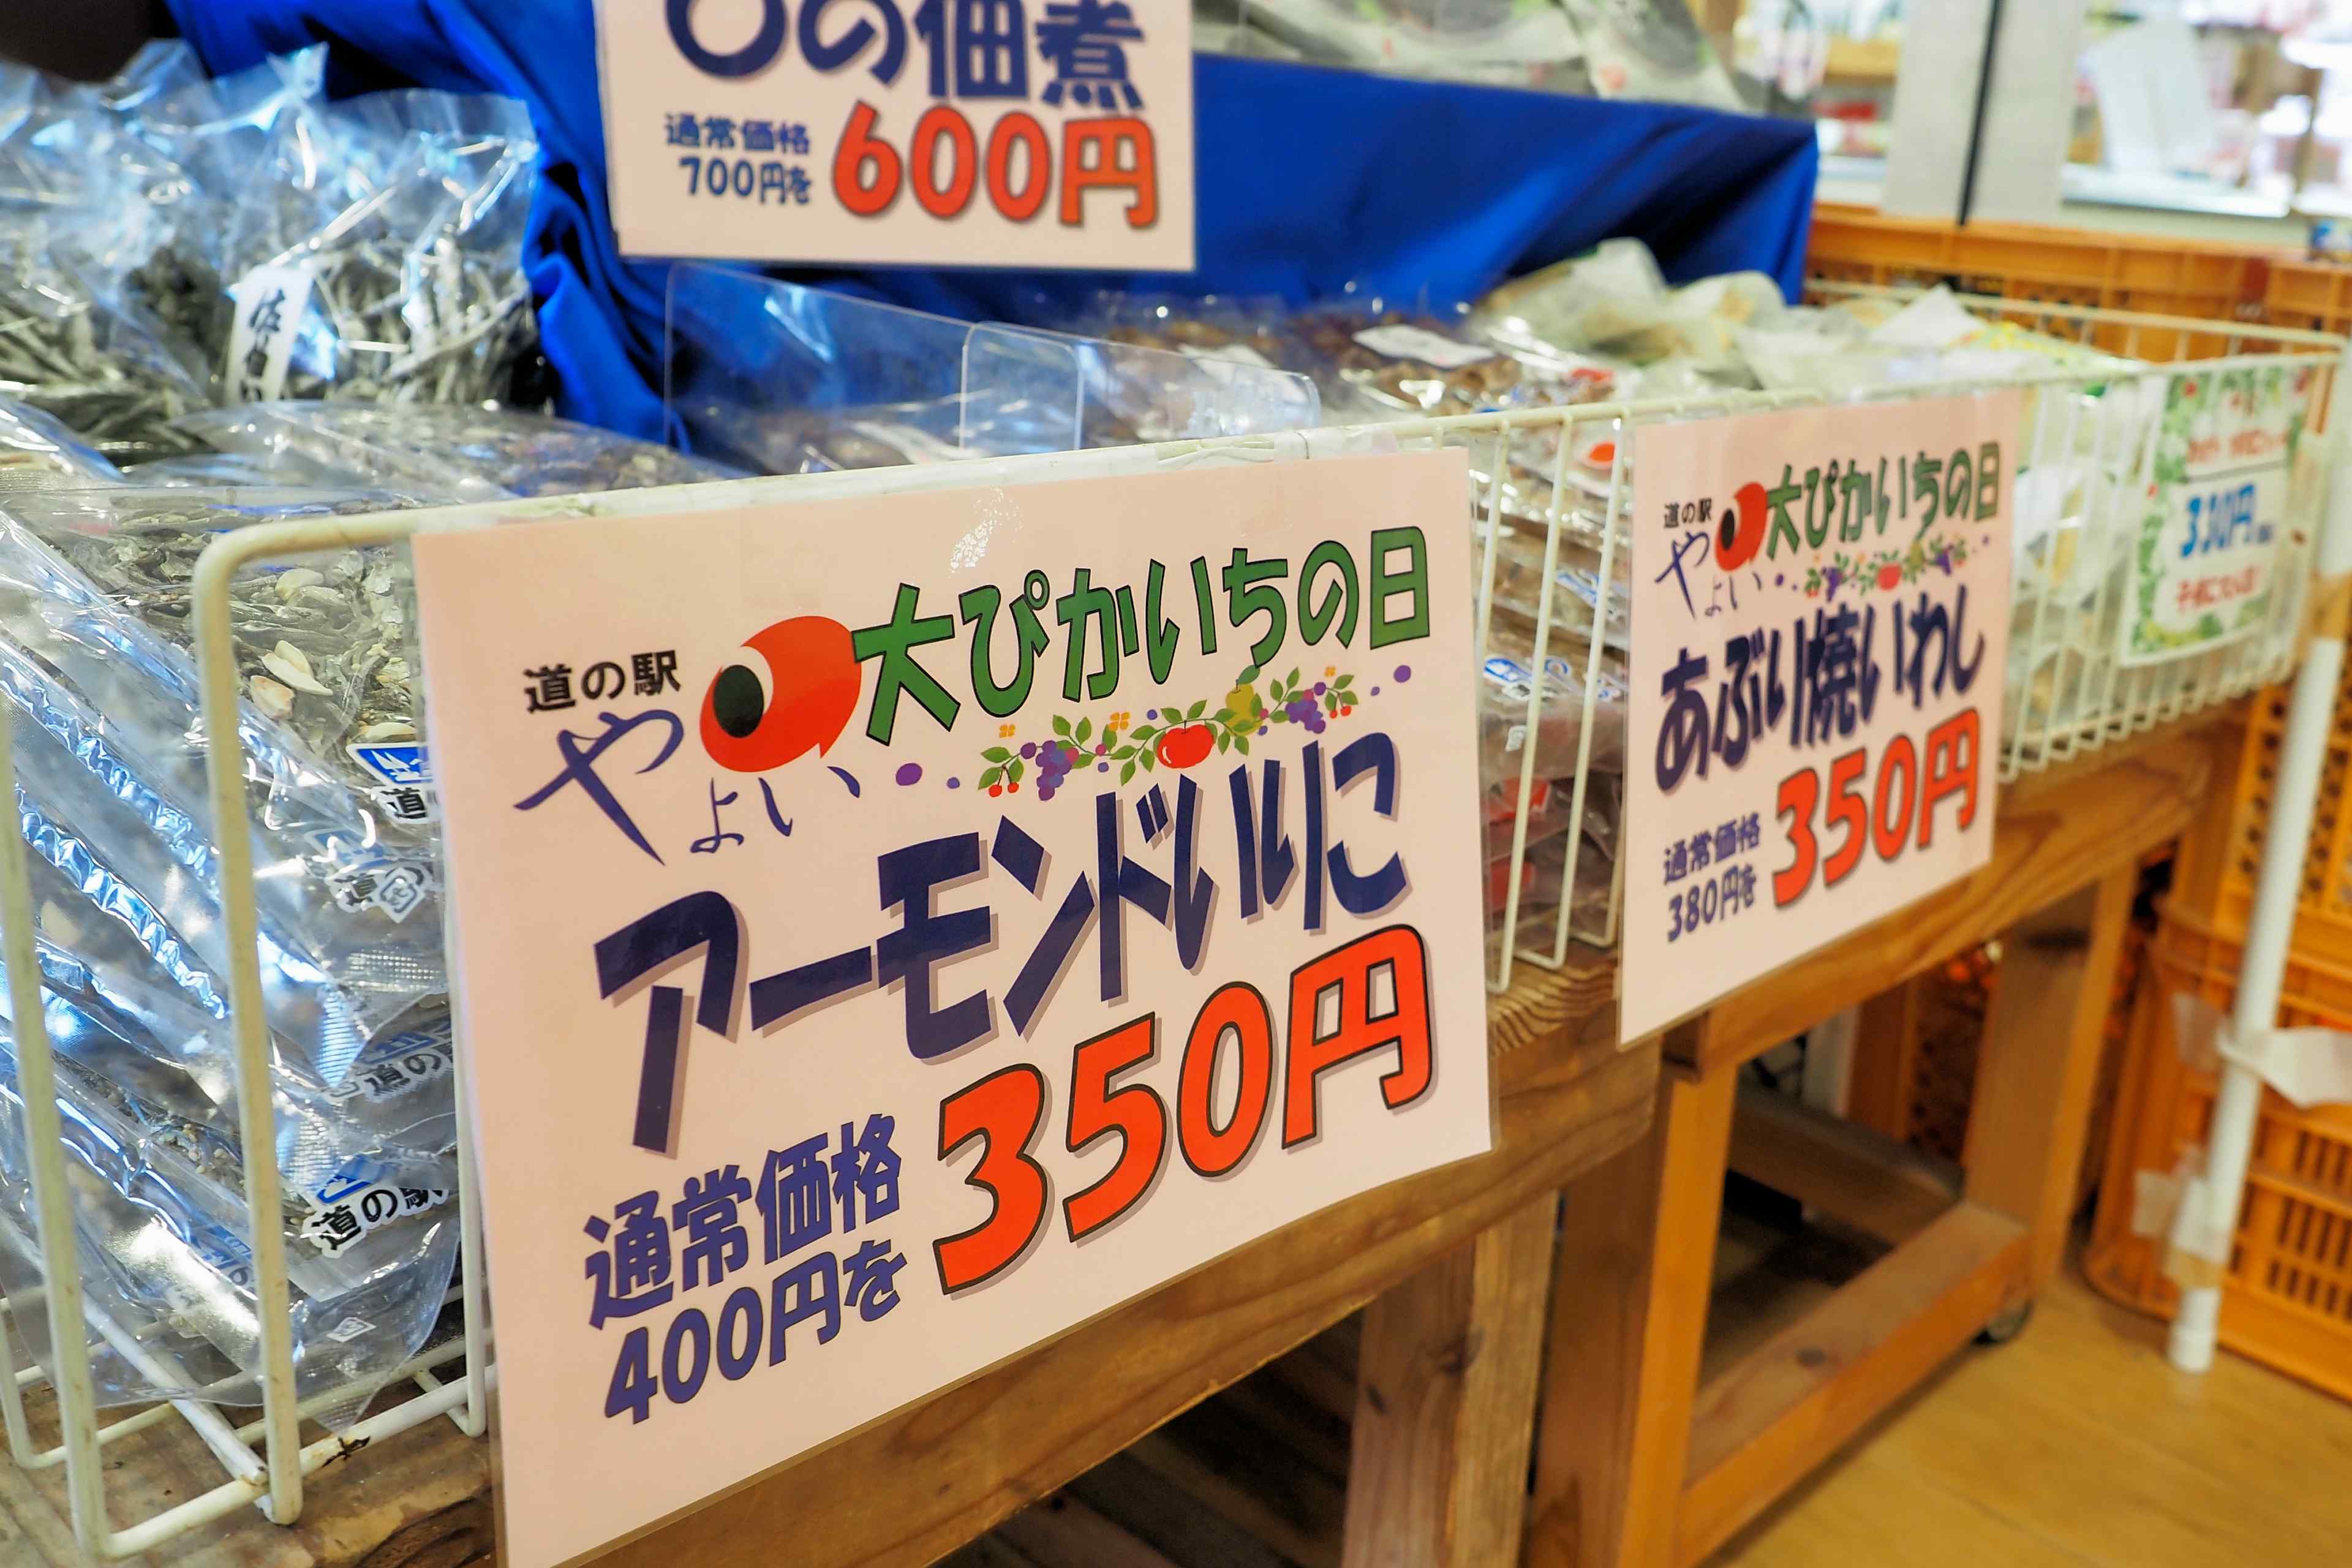 の佃煮
通常価格
700円を
600円
道の駅
やよい
大ぴかいちの日
アーモンドいりこ
通常価格
400円を
350円
道の駅
やよい
大ぴかいちの日
あぶり焼いわし
通常価格
380円を
350円
330円
道の
道の駅